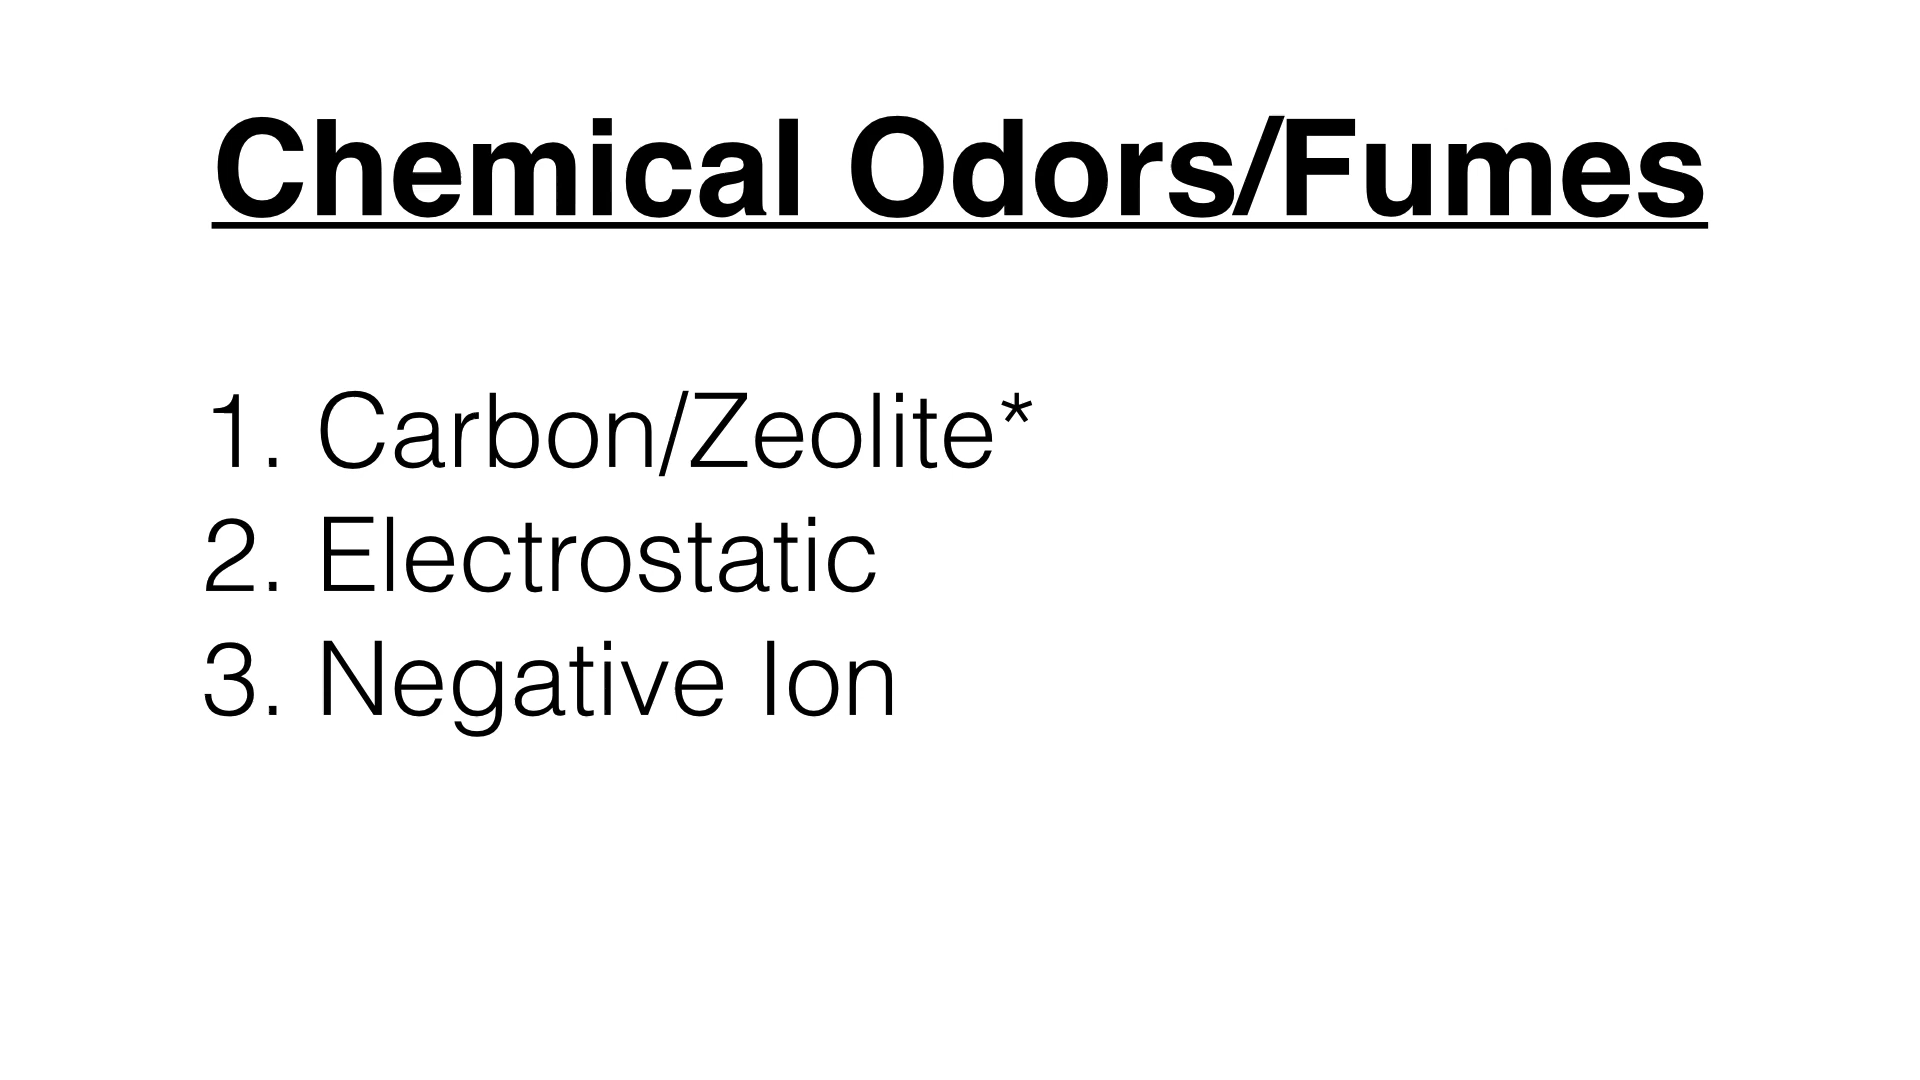 Chemical Odors/Fumes
1. Carbon/Zeolite*
2. Electrostatic
3. Negative Ion